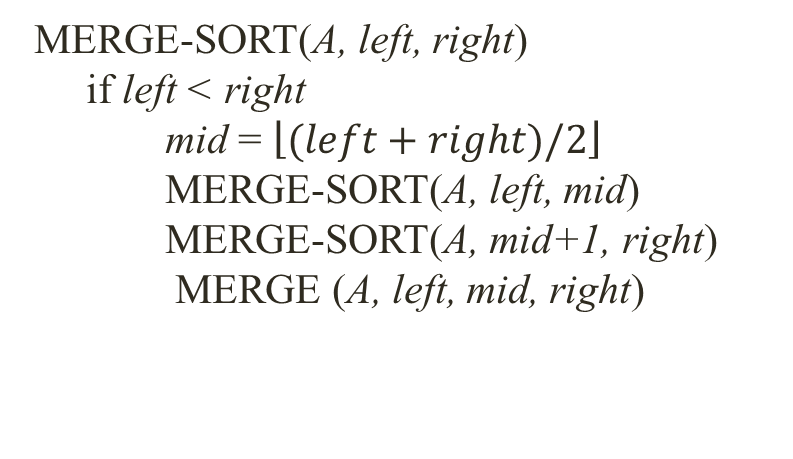 MERGE-SORT(A, left, right)
if left < right
mid = ⌊(left + right)/2⌋
MERGE-SORT(A, left, mid)
MERGE-SORT(A, mid+1, right)
MERGE (A, left, mid, right)